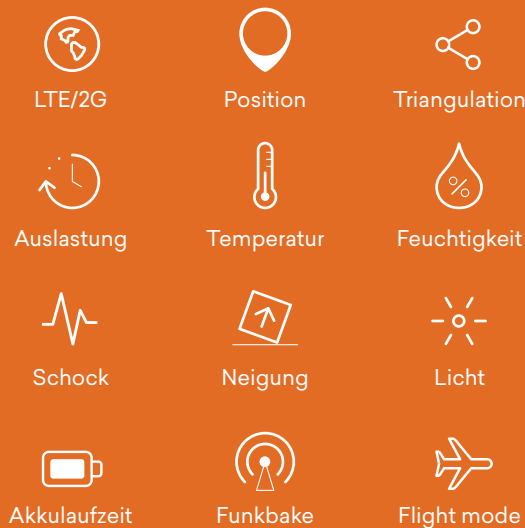 LTE/2G
Position
Triangulation
Auslastung
Temperatur
%
Feuchtigkeit
Schock
Neigung
Licht
Akkulaufzeit
Funkbake
Flight mode